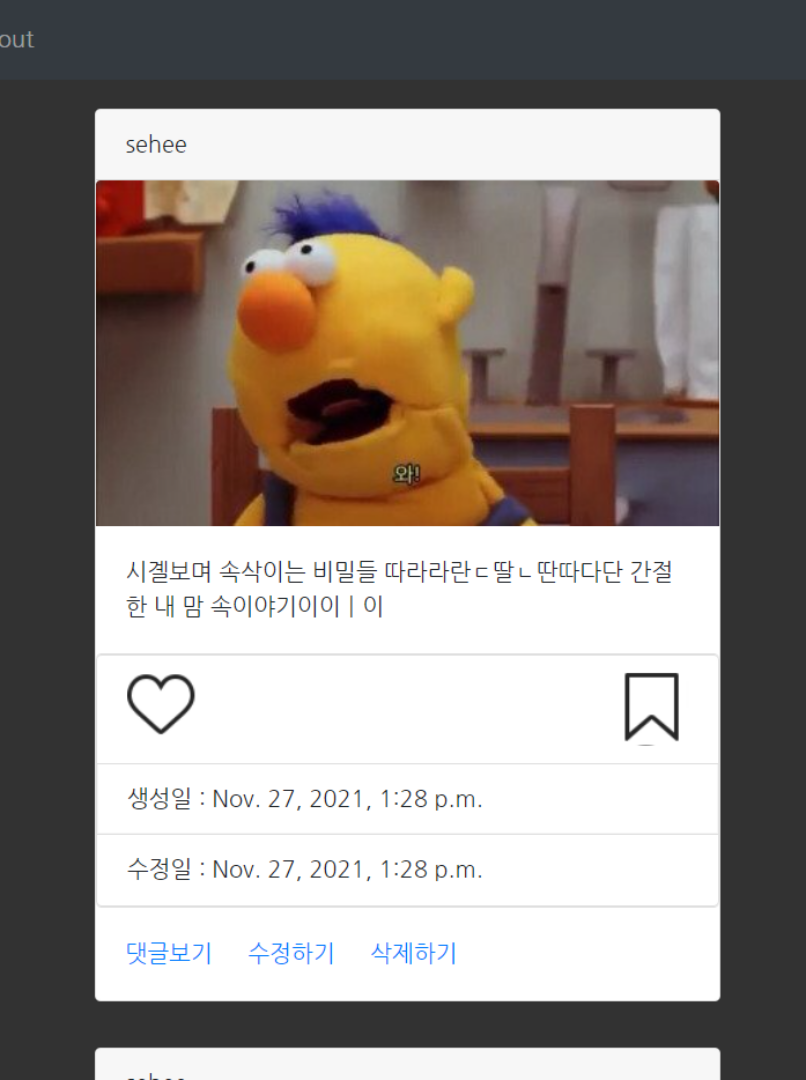 out
sehee
와!
시곌보며 속삭이는 비밀들 따라라란ㄷ딸ㄴ딴따다단 간절
한 내 맘 속이야기이이ㅣ이
생성일 : Nov. 27, 2021, 1:28 p.m.
수정일 : Nov. 27, 2021, 1:28 p.m.
댓글보기 수정하기 삭제하기
sehee